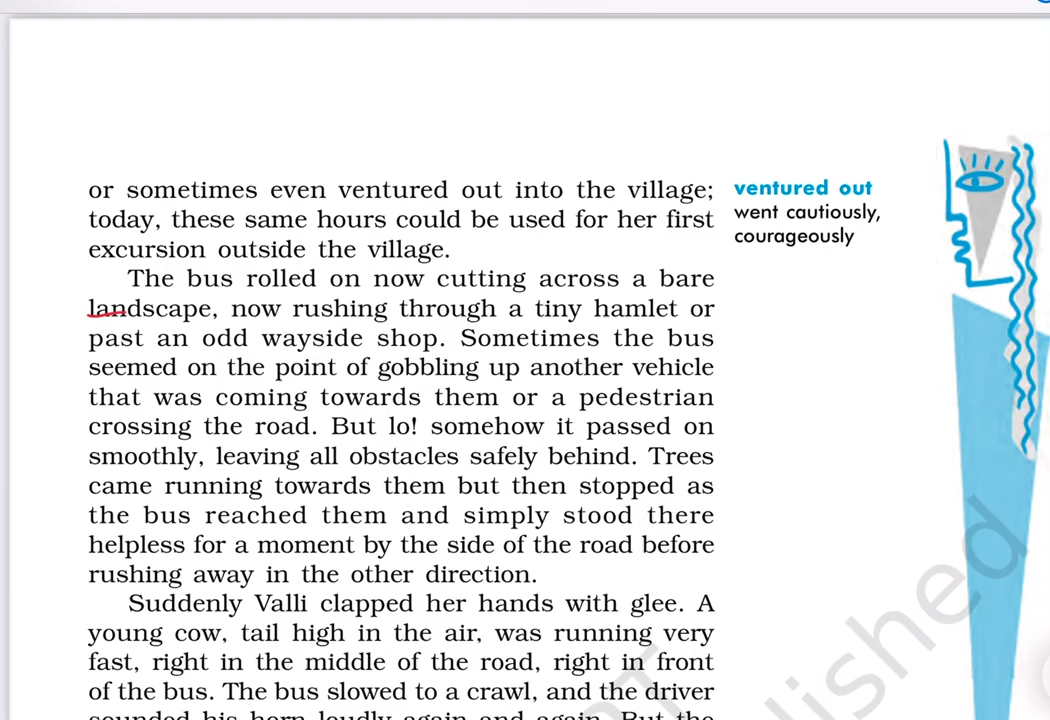 or sometimes even ventured out into the village;
today, these same hours could be used for her first
excursion outside the village.
The bus rolled on now cutting across a bare
landscape, now rushing through a tiny hamlet or
past an odd wayside shop. Sometimes the bus
seemed on the point of gobbling up another vehicle
that was coming towards them or a pedestrian
crossing the road. But lo! somehow it passed on
smoothly, leaving all obstacles safely behind. Trees
came running towards them but then stopped as
the bus reached them and simply stood there
helpless for a moment by the side of the road before
rushing away in the other direction.
Suddenly Valli clapped her hands with glee. A
young cow, tail high in the air, was running very
fast, right in the middle of the road, right in front
of the bus. The bus slowed to a crawl, and the driver
sounded his horn loudly again and again. But the
ventured out
went cautiously,
courageously